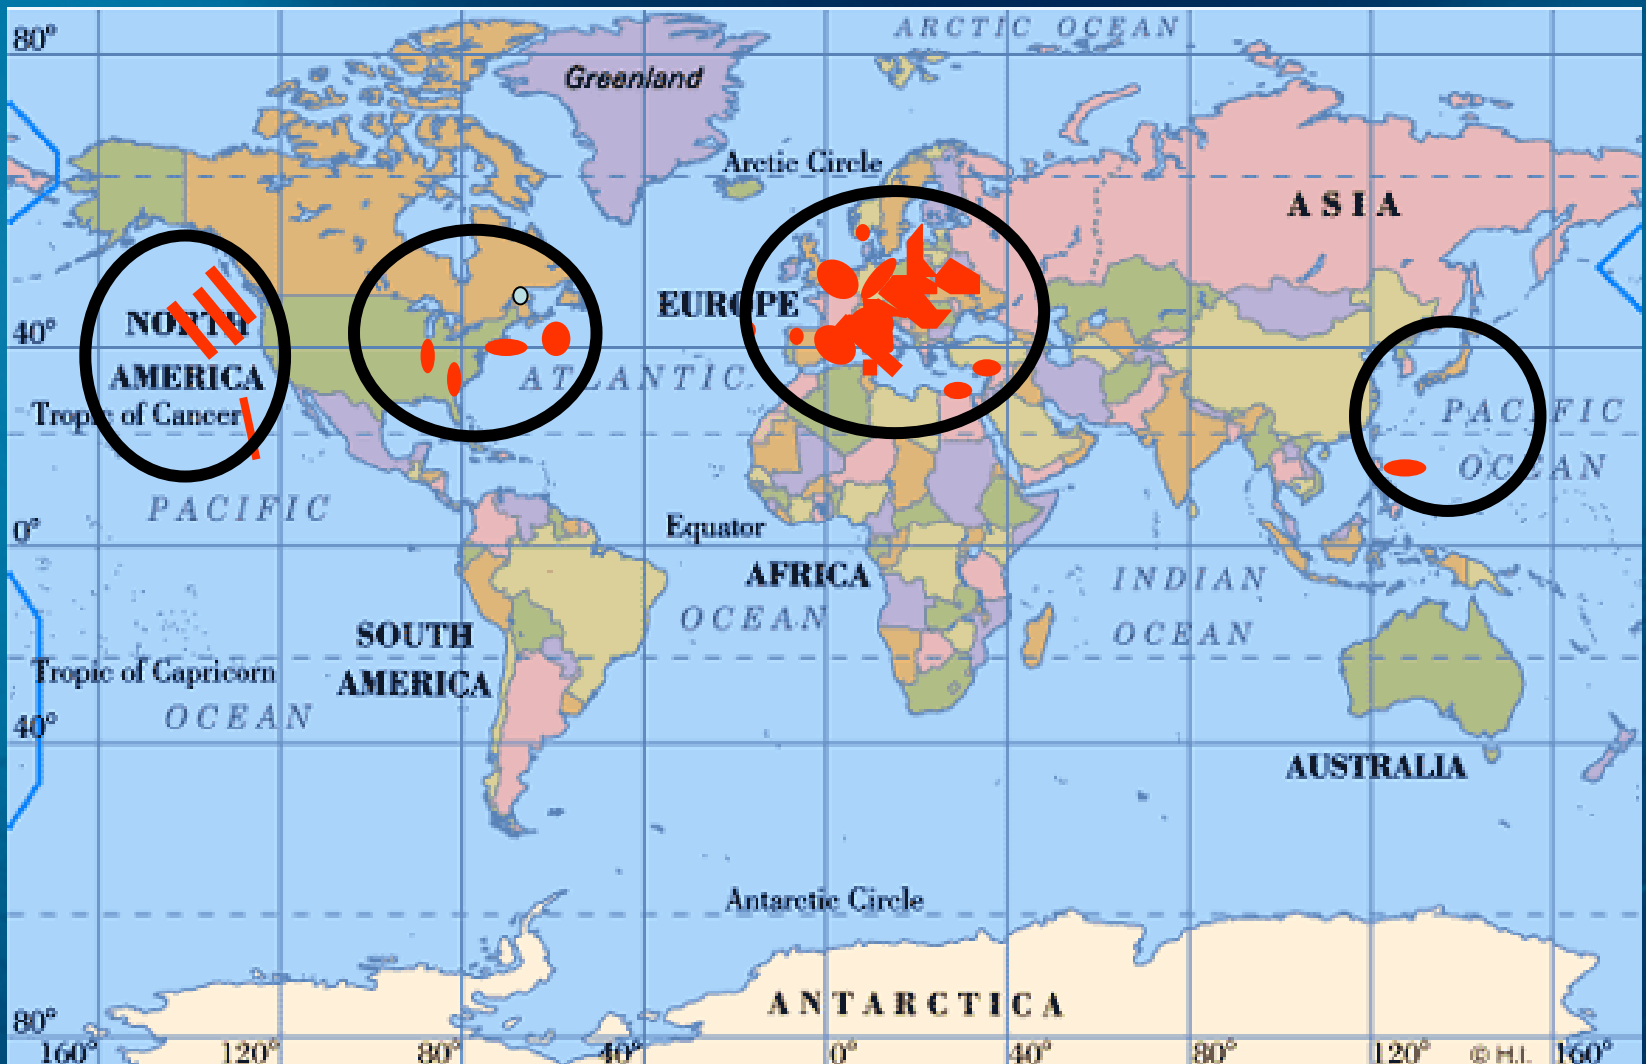 80°
ARCTIC OCEAN
Greenland
Arctic Circle
ASIA
EUROPE
NORTH
40°
AMERICA
ATLANTIC
Tropic of Cancer
PACIFIC
OCEAN
PACIFIC
Equator
0°
AFRICA
INDIAN
OCEAN
OCEAN
SOUTH
AMERICA
Tropic of Capricorn
OCEAN
40°
AUSTRALIA
Antarctic Circle
ANTARCTICA
80°
160° 120° 80° 40° 0° 40° 80° 120° © H.I. 160°